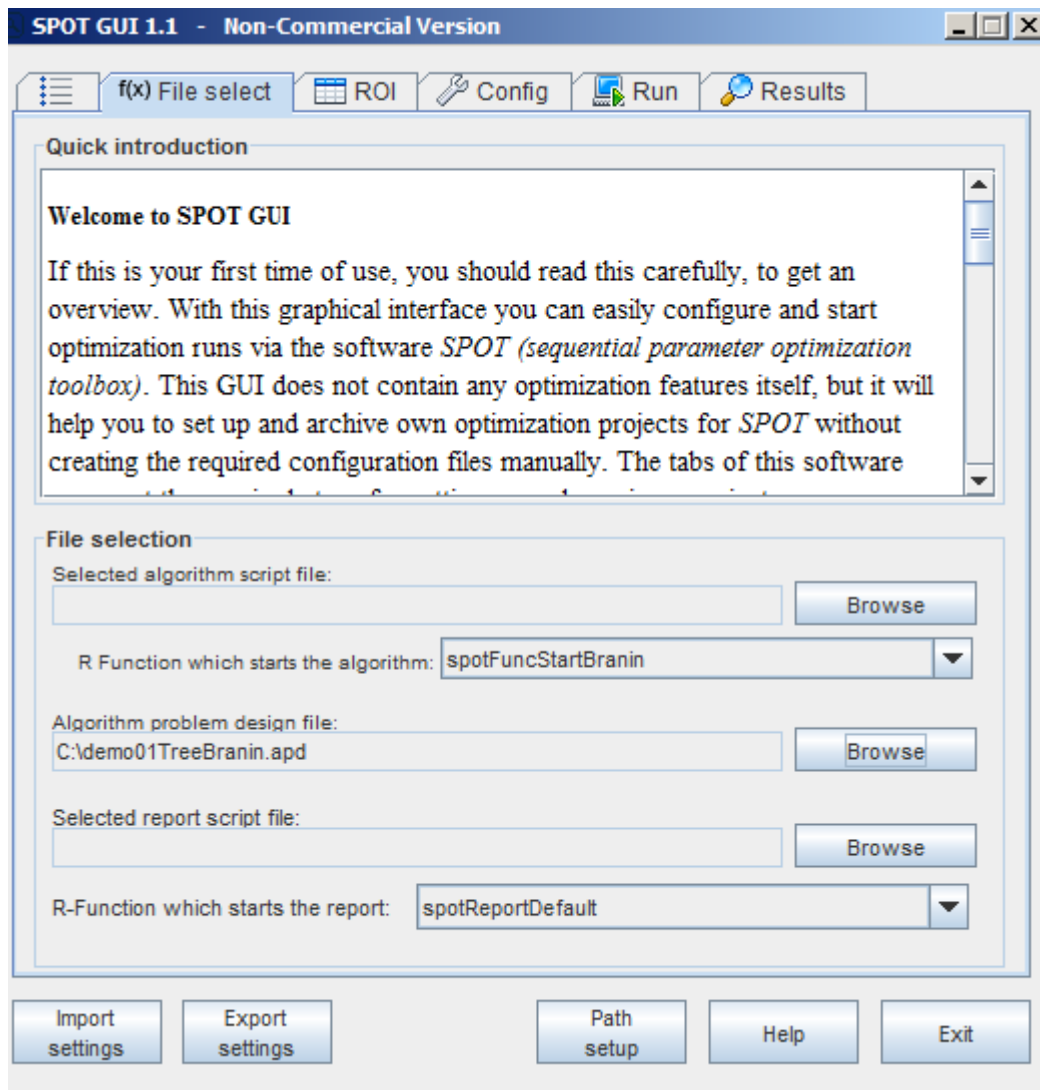 SPOT GUI 1.1 - Non-Commercial Version
f(x) File select ROI Config Run Results
Quick introduction
Welcome to SPOT GUI
If this is your first time of use, you should read this carefully, to get an
overview. With this graphical interface you can easily configure and start
optimization runs via the software SPOT (sequential parameter optimization
toolbox). This GUI does not contain any optimization features itself, but it will
help you to set up and archive own optimization projects for SPOT without
creating the required configuration files manually. The tabs of this software
File selection
Selected algorithm script file:
Browse
R Function which starts the algorithm: spotFuncStartBranin
Algorithm problem design file:
C:\demo01TreeBranin.apd Browse
Selected report script file:
Browse
R-Function which starts the report: spotReportDefault
Import settings Export settings Path setup Help Exit